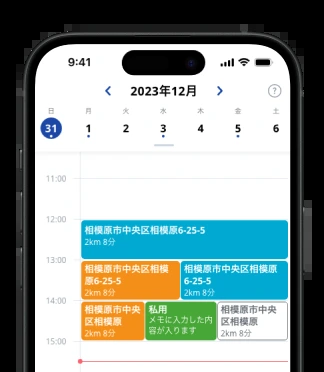 9:41
2023年12月
?
日 月 火 水 木 金 土
31 1 2 3 4 5 6
11:00
12:00
相模原市中央区相模原6-25-5
2km 8分
13:00
相模原市中央区相模
原6-25-5
2km 8分
相模原市中央区相模原
6-25-5
2km 8分
14:00
相模原市中央
区相模原
2km 8分
私用
メモに入力した内
容が入ります
相模原市中央
区相模原
2km 8分
15:00